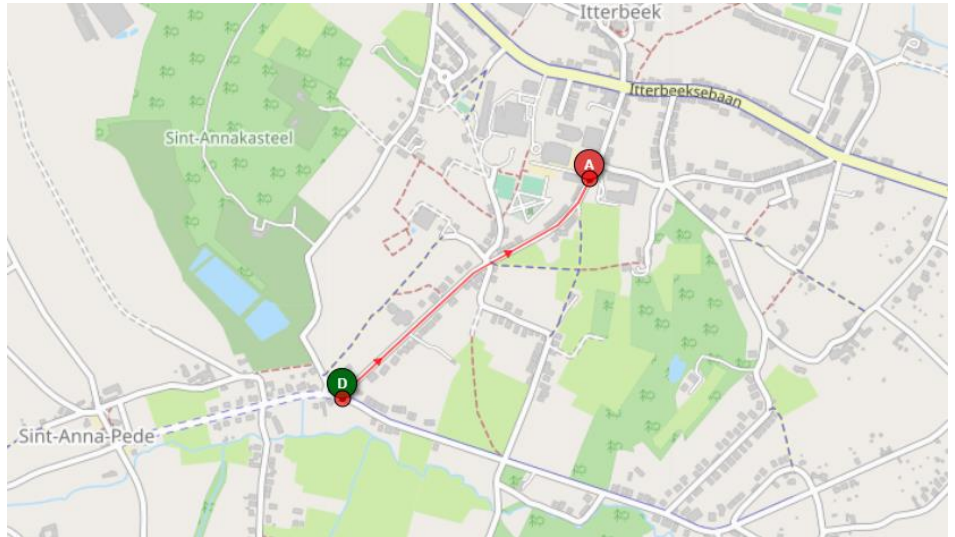 Itterbeek
Itterbeeksebaan
Sint-Annakasteel
A
D
Sint-Anna-Pede